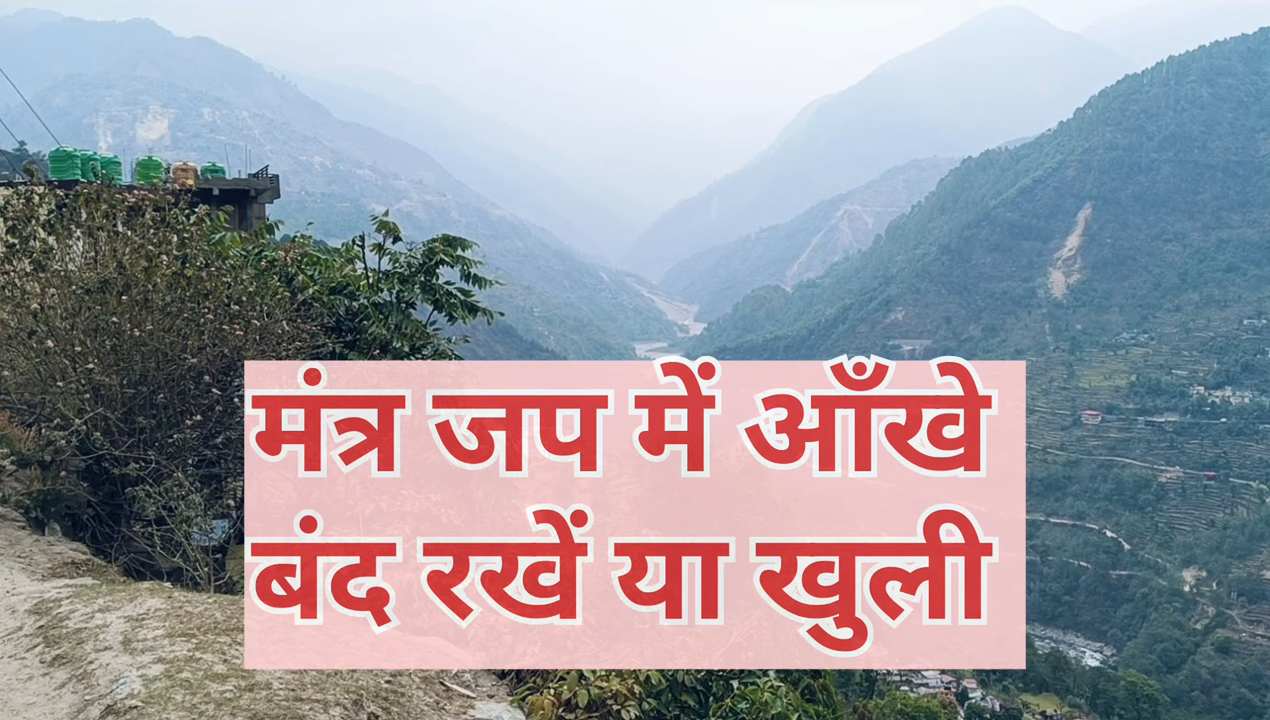 मंत्र जप में आँखे
बंद रखें या खुली